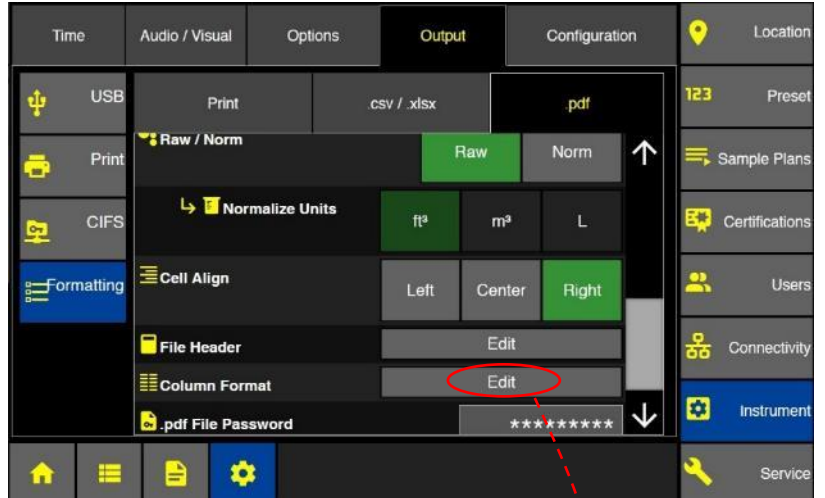 Time Audio / Visual Options Output Configuration Location
USB Print .csv / .xlsx .pdf 123 Preset
Raw / Norm Raw Norm
Print Sample Plans
Normalize Units ft³ m³ L
CIFS Certifications
Formatting Cell Align Left Center Right Users
File Header Edit Connectivity
Column Format Edit
.pdf File Password ********* Instrument
Service